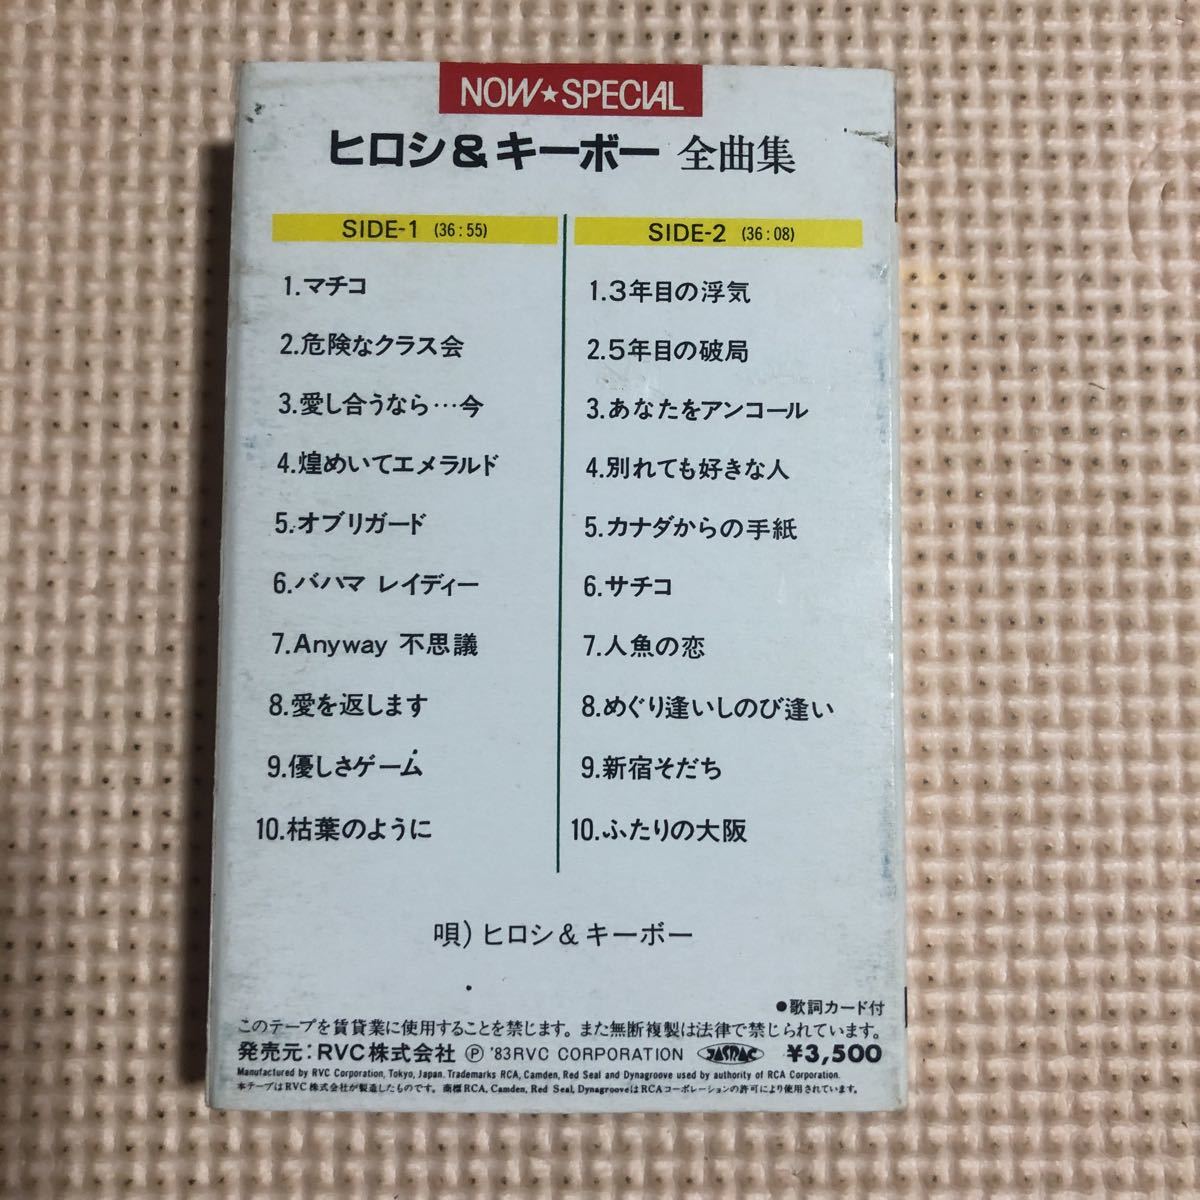 NOW★SPECIAL
ヒロシ&キーボー 全曲集
SIDE-1 (36:55)
1.マチコ
2.危険なクラス会
3.愛し合うなら…今
4.煌めいてエメラルド
5.オブリガード
6.バハマ レイディー
7.Anyway 不思議
8.愛を返します
9.優しさゲーム
10.枯葉のように
SIDE-2 (36:08)
1.3年目の浮気
2.5年目の破局
3.あなたをアンコール
4.別れても好きな人
5.カナダからの手紙
6.サチコ
7.人魚の恋
8.めぐり逢いしのび逢い
9.新宿そだち
10.ふたりの大阪
唄)ヒロシ&キーボー
●歌詞カード付
このテープを賃貸業に使用することを禁じます。また無断複製は法律で禁じられています。
発売元:RVC株式会社 Ⓟ '83RVC CORPORATION JASRAC ¥3,500
Manufactured by RVC Corporation, Tokyo, Japan. Trademarks RCA, Camden, Red Seal and Dynagroove used by authority of RCA Corporation.
本テープはRVC株式会社が製造したものです。商標RCA, Camden, Red Seal, DynagrooveはRCAコーポレーションの許可により使用されています。